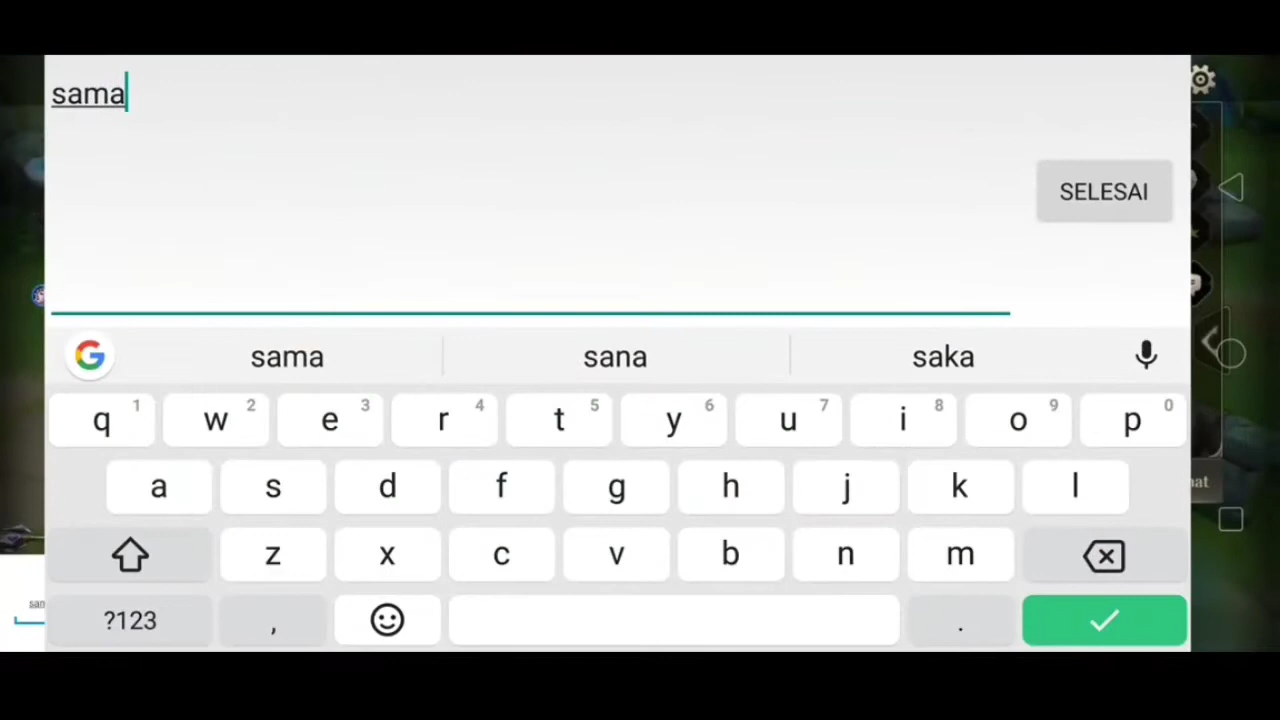 sama
SELESAI
sama sana saka
q 1 w 2 e 3 r 4 t 5 y 6 u 7 i 8 o 9 p 0
a s d f g h j k l
z x c v b n m
?123 , .